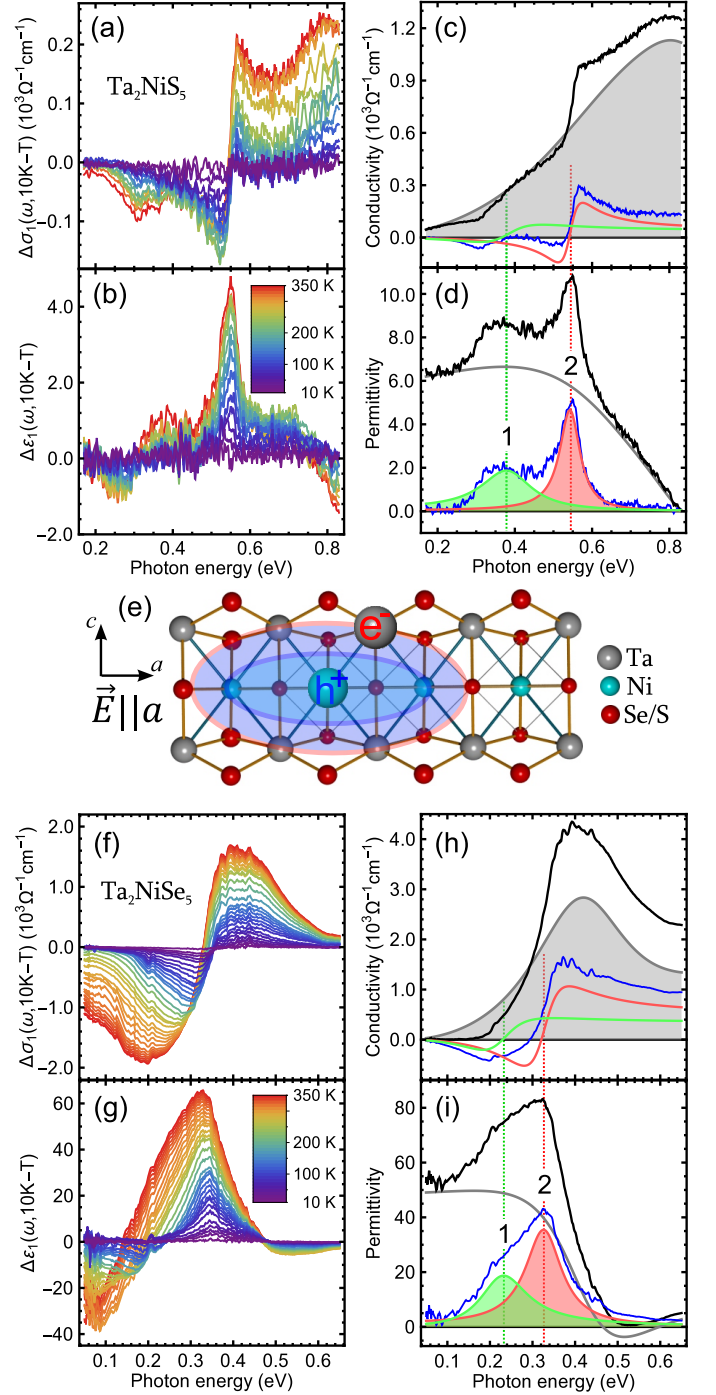 (a)
Ta₂NiS₅
Δσ₁(ω,10K−T) (10³Ω⁻¹cm⁻¹)
0.2
0.1
0.0
−0.1
(c)
Conductivity (10³Ω⁻¹cm⁻¹)
1.2
0.9
0.6
0.3
0.0
(b)
Δε₁(ω,10K−T)
4.0
2.0
0.0
−2.0
350 K
200 K
100 K
10 K
0.2 0.4 0.6 0.8
Photon energy (eV)
(d)
Permittivity
10.0
8.0
6.0
4.0
2.0
0.0
1
2
0.2 0.4 0.6 0.8
Photon energy (eV)
(e)
c
a
E⃗||a
e⁻
h⁺
Ta
Ni
Se/S
(f)
Ta₂NiSe₅
Δσ₁(ω,10K−T) (10³Ω⁻¹cm⁻¹)
2.0
1.0
0.0
−1.0
−2.0
(h)
Conductivity (10³Ω⁻¹cm⁻¹)
4.0
3.0
2.0
1.0
0.0
(g)
Δε₁(ω,10K−T)
60
40
20
0
−20
−40
350 K
200 K
100 K
10 K
0.1 0.2 0.3 0.4 0.5 0.6
Photon energy (eV)
(i)
Permittivity
80
60
40
20
0
1
2
0.1 0.2 0.3 0.4 0.5 0.6
Photon energy (eV)